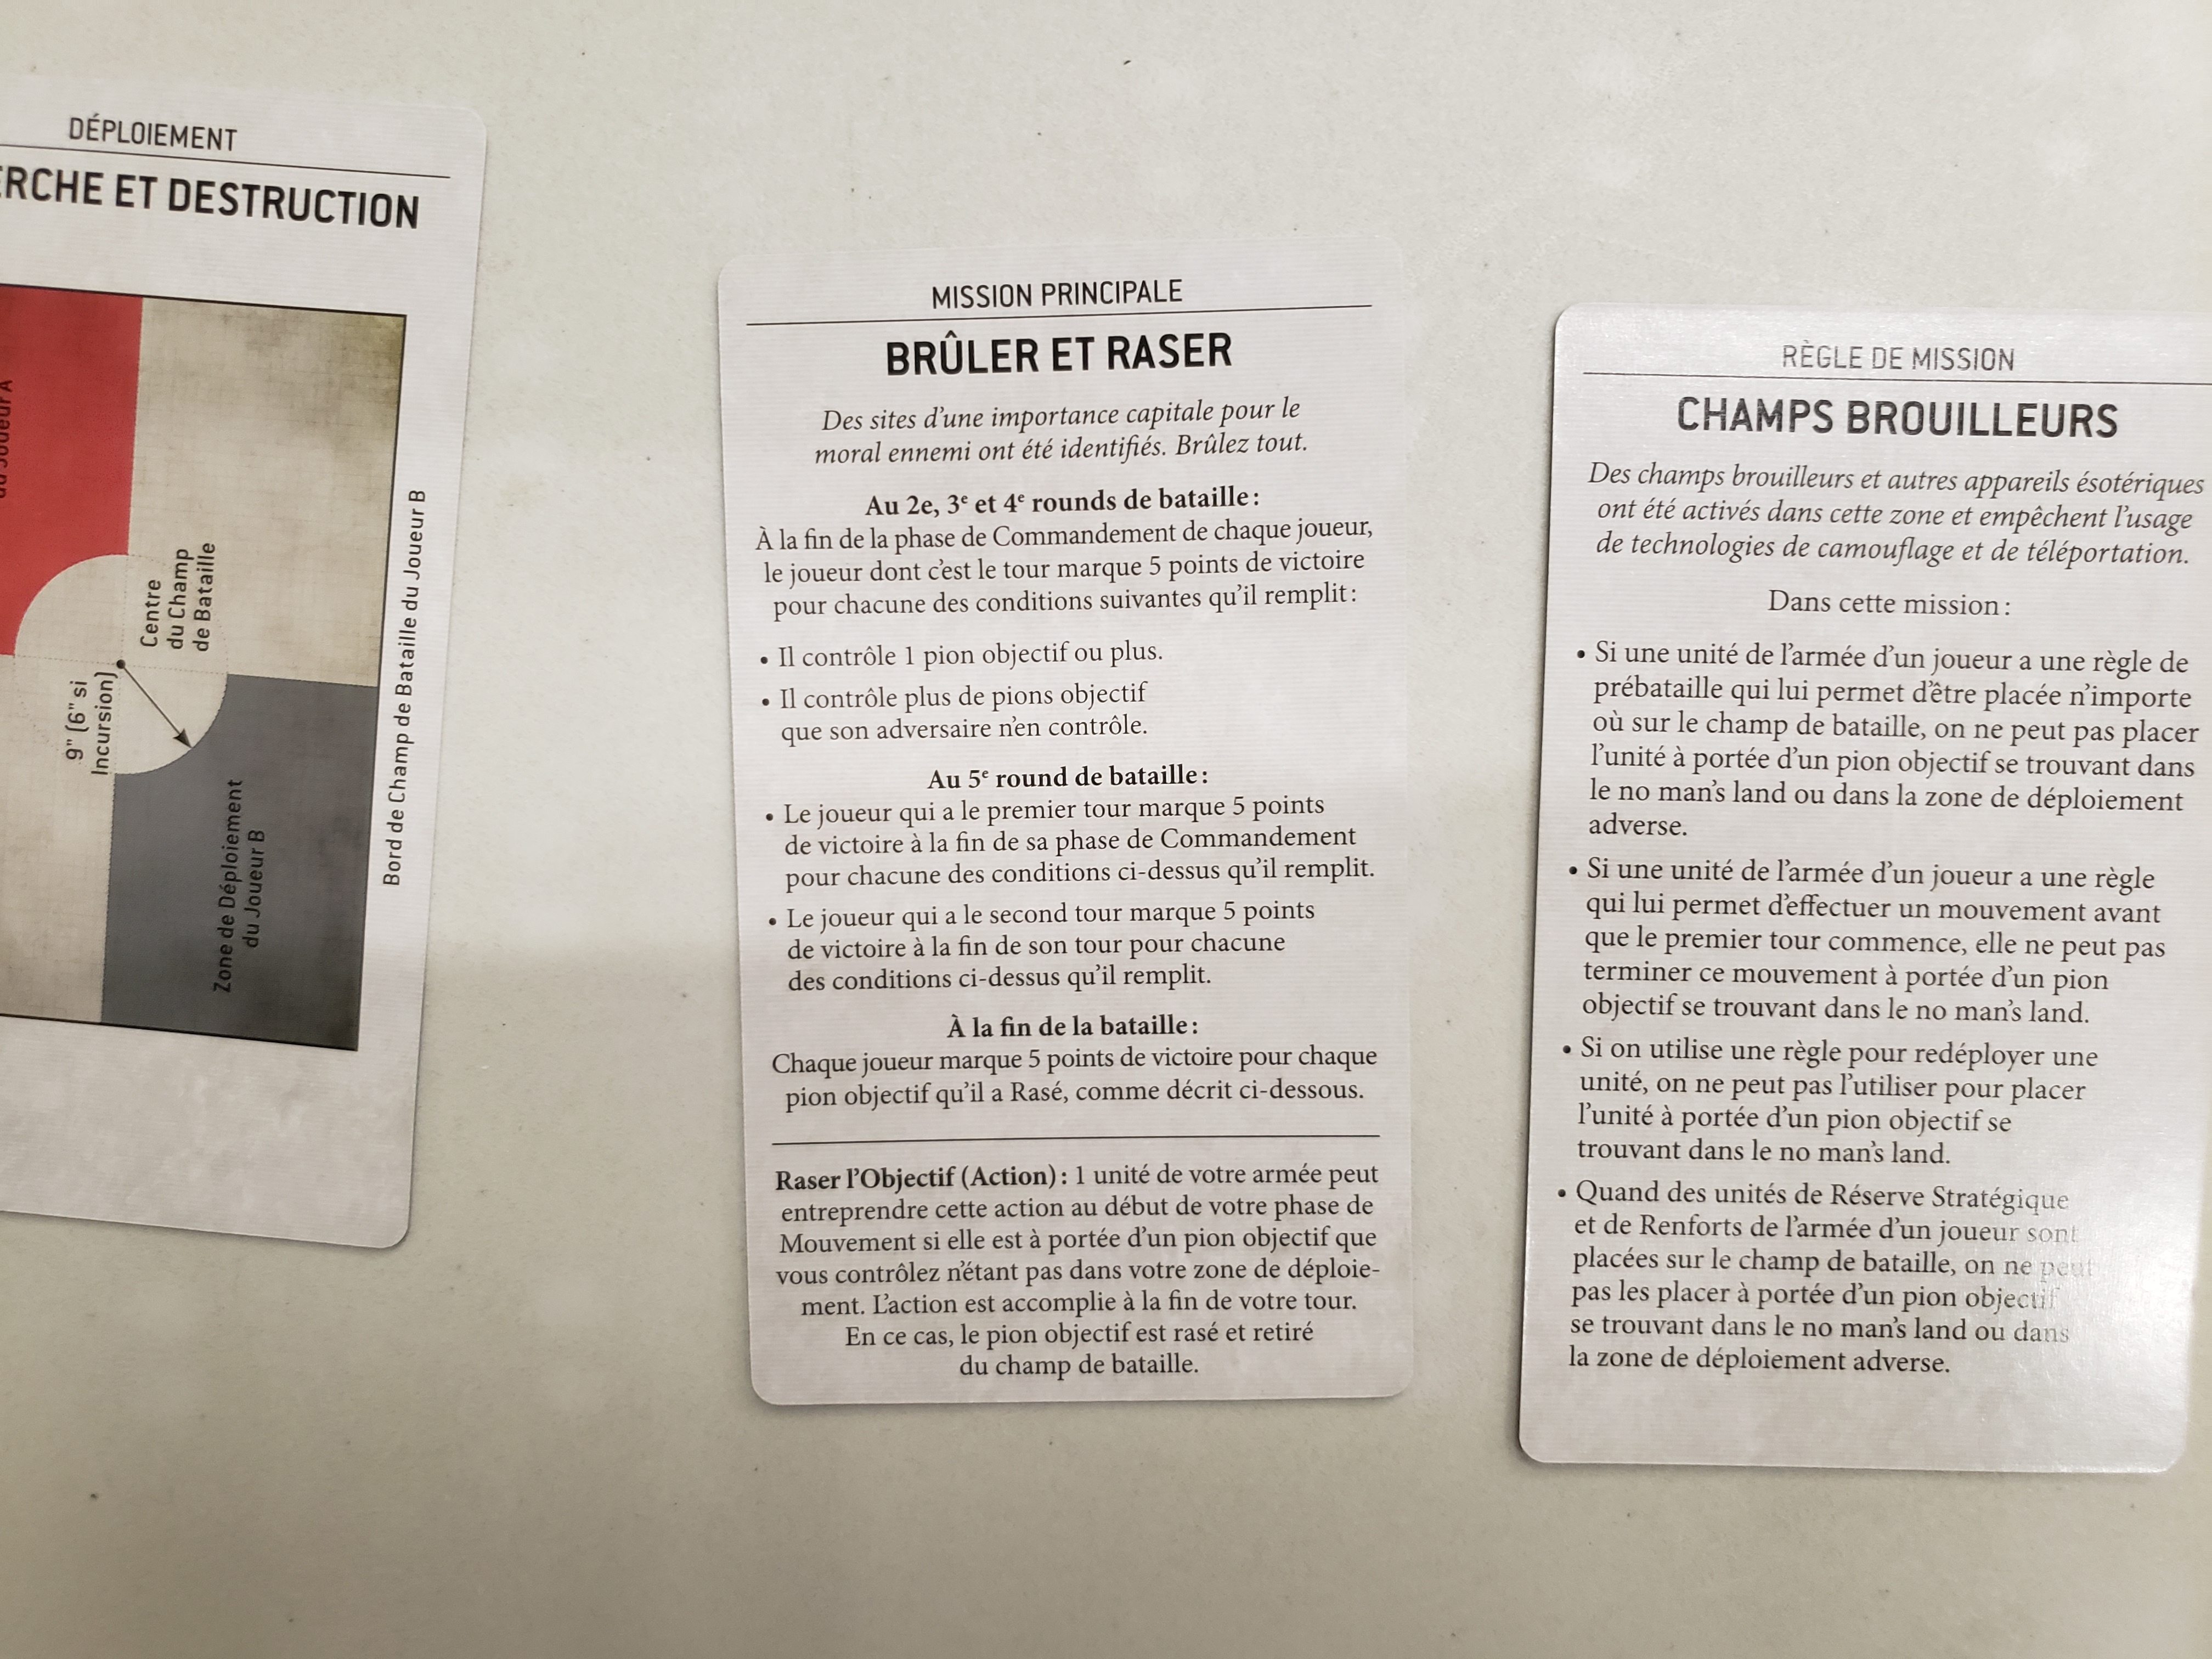 DÉPLOIEMENT
ERCHE ET DESTRUCTION
du Joueur A
Centre
du Champ
de Bataille
9" (6" si
Incursion)
Zone de Déploiement
du Joueur B
Bord de Champ de Bataille du Joueur B
MISSION PRINCIPALE
BRÛLER ET RASER
Des sites d'une importance capitale pour le
moral ennemi ont été identifiés. Brûlez tout.
Au 2e, 3e et 4e rounds de bataille :
À la fin de la phase de Commandement de chaque joueur,
le joueur dont c'est le tour marque 5 points de victoire
pour chacune des conditions suivantes qu'il remplit :
• Il contrôle 1 pion objectif ou plus.
• Il contrôle plus de pions objectif
que son adversaire n'en contrôle.
Au 5e round de bataille :
• Le joueur qui a le premier tour marque 5 points
de victoire à la fin de sa phase de Commandement
pour chacune des conditions ci-dessus qu'il remplit.
• Le joueur qui a le second tour marque 5 points
de victoire à la fin de son tour pour chacune
des conditions ci-dessus qu'il remplit.
À la fin de la bataille :
Chaque joueur marque 5 points de victoire pour chaque
pion objectif qu'il a Rasé, comme décrit ci-dessous.
Raser l'Objectif (Action) : 1 unité de votre armée peut
entreprendre cette action au début de votre phase de
Mouvement si elle est à portée d'un pion objectif que
vous contrôlez n'étant pas dans votre zone de déploie-
ment. L'action est accomplie à la fin de votre tour.
En ce cas, le pion objectif est rasé et retiré
du champ de bataille.
RÈGLE DE MISSION
CHAMPS BROUILLEURS
Des champs brouilleurs et autres appareils ésotériques
ont été activés dans cette zone et empêchent l'usage
de technologies de camouflage et de téléportation.
Dans cette mission :
• Si une unité de l'armée d'un joueur a une règle de
prébataille qui lui permet d'être placée n'importe
où sur le champ de bataille, on ne peut pas placer
l'unité à portée d'un pion objectif se trouvant dans
le no man's land ou dans la zone de déploiement
adverse.
• Si une unité de l'armée d'un joueur a une règle
qui lui permet d'effectuer un mouvement avant
que le premier tour commence, elle ne peut pas
terminer ce mouvement à portée d'un pion
objectif se trouvant dans le no man's land.
• Si on utilise une règle pour redéployer une
unité, on ne peut pas l'utiliser pour placer
l'unité à portée d'un pion objectif se
trouvant dans le no man's land.
• Quand des unités de Réserve Stratégique
et de Renforts de l'armée d'un joueur sont
placées sur le champ de bataille, on ne peut
pas les placer à portée d'un pion objectif
se trouvant dans le no man's land ou dans
la zone de déploiement adverse.